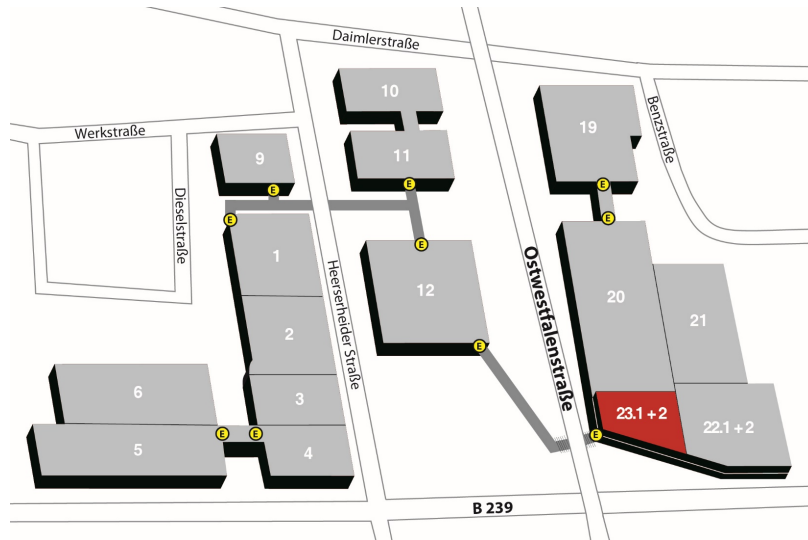 Daimlerstraße
10
Werkstraße
Benzstraße
19
9
11
E
E
E
Dieselstraße
E
E
E
1
Heerserheider Straße
12
Ostwestfalenstraße
20
21
2
E
6
3
23.1 + 2
22.1 + 2
5
E
E
4
E
B 239